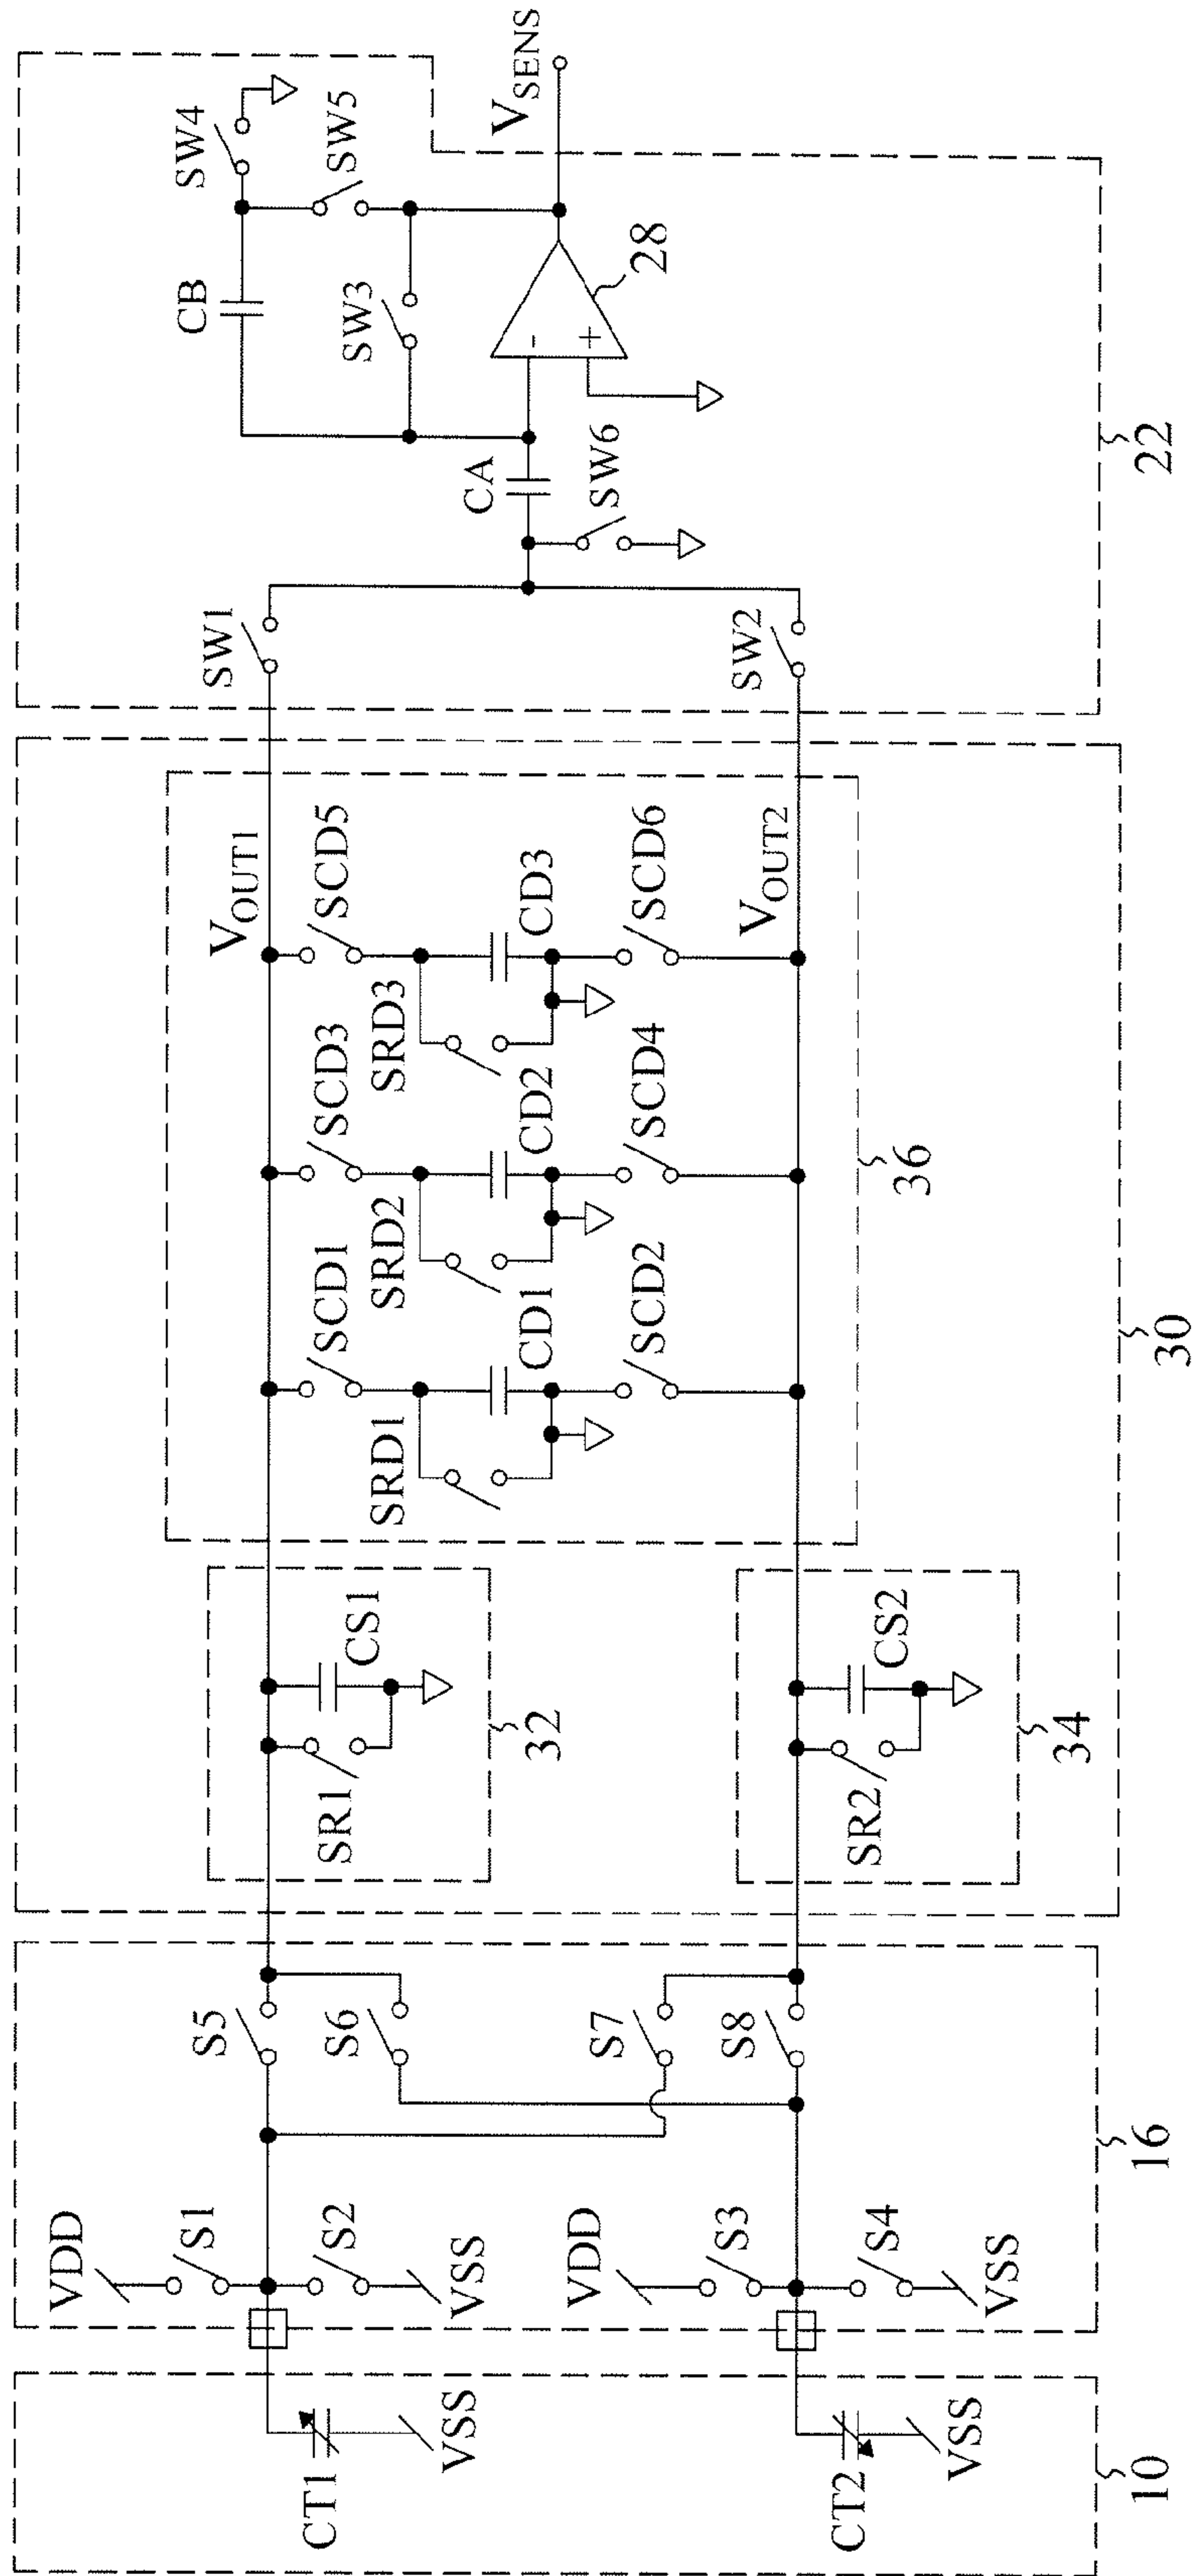 VDD
S1
S2
VSS
CT1
VSS
VDD
S3
S4
VSS
CT2
VSS
10
S5
S6
S7
S8
16
SR1
CS1
32
SR2
CS2
34
VOUT1
SCD1
SCD3
SCD5
SRD1
SRD2
SRD3
CD1
CD2
CD3
SCD2
SCD4
SCD6
VOUT2
36
30
SW1
SW2
CA
SW6
CB
SW4
SW5
SW3
-
+
28
VSENS
22